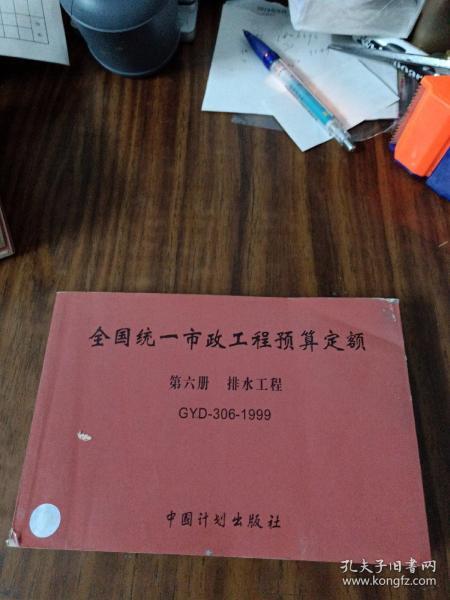 全国统一市政工程预算定额
第六册 排水工程
GYD-306-1999
中国计划出版社
孔夫子旧书网
www.kongfz.com